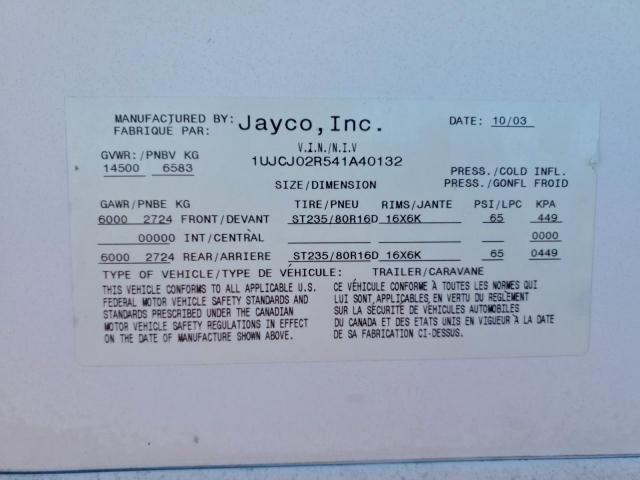 MANUFACTURED BY: Jayco, Inc. DATE: 10/03
FABRIQUE PAR:
V.I.N./N.I.V
GVWR:/PNBV KG 1UJCJ02R541A40132
14500 6583 PRESS./COLD INFL.
SIZE/DIMENSION PRESS./GONFL FROID
GAWR/PNBE KG TIRE/PNEU RIMS/JANTE PSI/LPC KPA
6000 2724 FRONT/DEVANT ST235/80R16D 16X6K 65 449
00000 INT/CENTRAL 0000
6000 2724 REAR/ARRIERE ST235/80R16D 16X6K 65 0449
TYPE OF VEHICLE/TYPE DE VÉHICULE: TRAILER/CARAVANE
THIS VEHICLE CONFORMS TO ALL APPLICABLE U.S. CE VÉHICULE CONFORME À TOUTES LES NORMES QUI
FEDERAL MOTOR VEHICLE SAFETY STANDARDS AND LUI SONT APPLICABLES EN VERTU DU RÈGLEMENT
STANDARDS PRESCRIBED UNDER THE CANADIAN SUR LA SÉCURITÉ DE VÉHICULES AUTOMOBILES
MOTOR VEHICLE SAFETY REGULATIONS IN EFFECT DU CANADA ET DES ETATS UNIS EN VIGUEUR A LA DATE
ON THE DATE OF MANUFACTURE SHOWN ABOVE. DE SA FABRICATION CI-DESSUS.